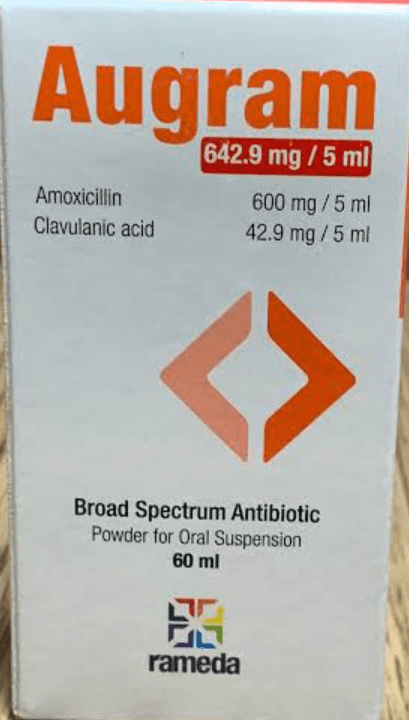 Augram
642.9 mg / 5 ml
Amoxicillin 600 mg / 5 ml
Clavulanic acid 42.9 mg / 5 ml
Broad Spectrum Antibiotic
Powder for Oral Suspension
60 ml
rameda